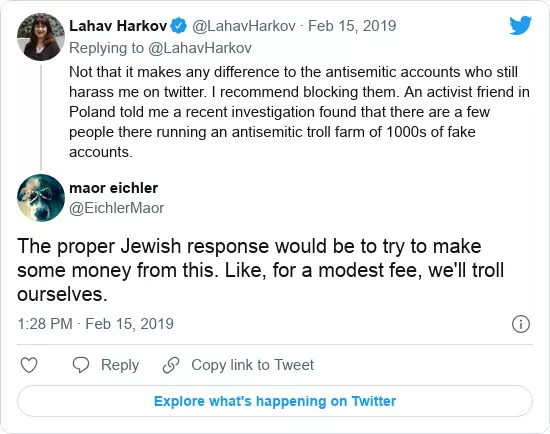 Lahav Harkov @LahavHarkov · Feb 15, 2019
Replying to @LahavHarkov
Not that it makes any difference to the antisemitic accounts who still
harass me on twitter. I recommend blocking them. An activist friend in
Poland told me a recent investigation found that there are a few
people there running an antisemitic troll farm of 1000s of fake
accounts.
maor eichler
@EichlerMaor
The proper Jewish response would be to try to make
some money from this. Like, for a modest fee, we'll troll
ourselves.
1:28 PM · Feb 15, 2019
Reply Copy link to Tweet
Explore what's happening on Twitter